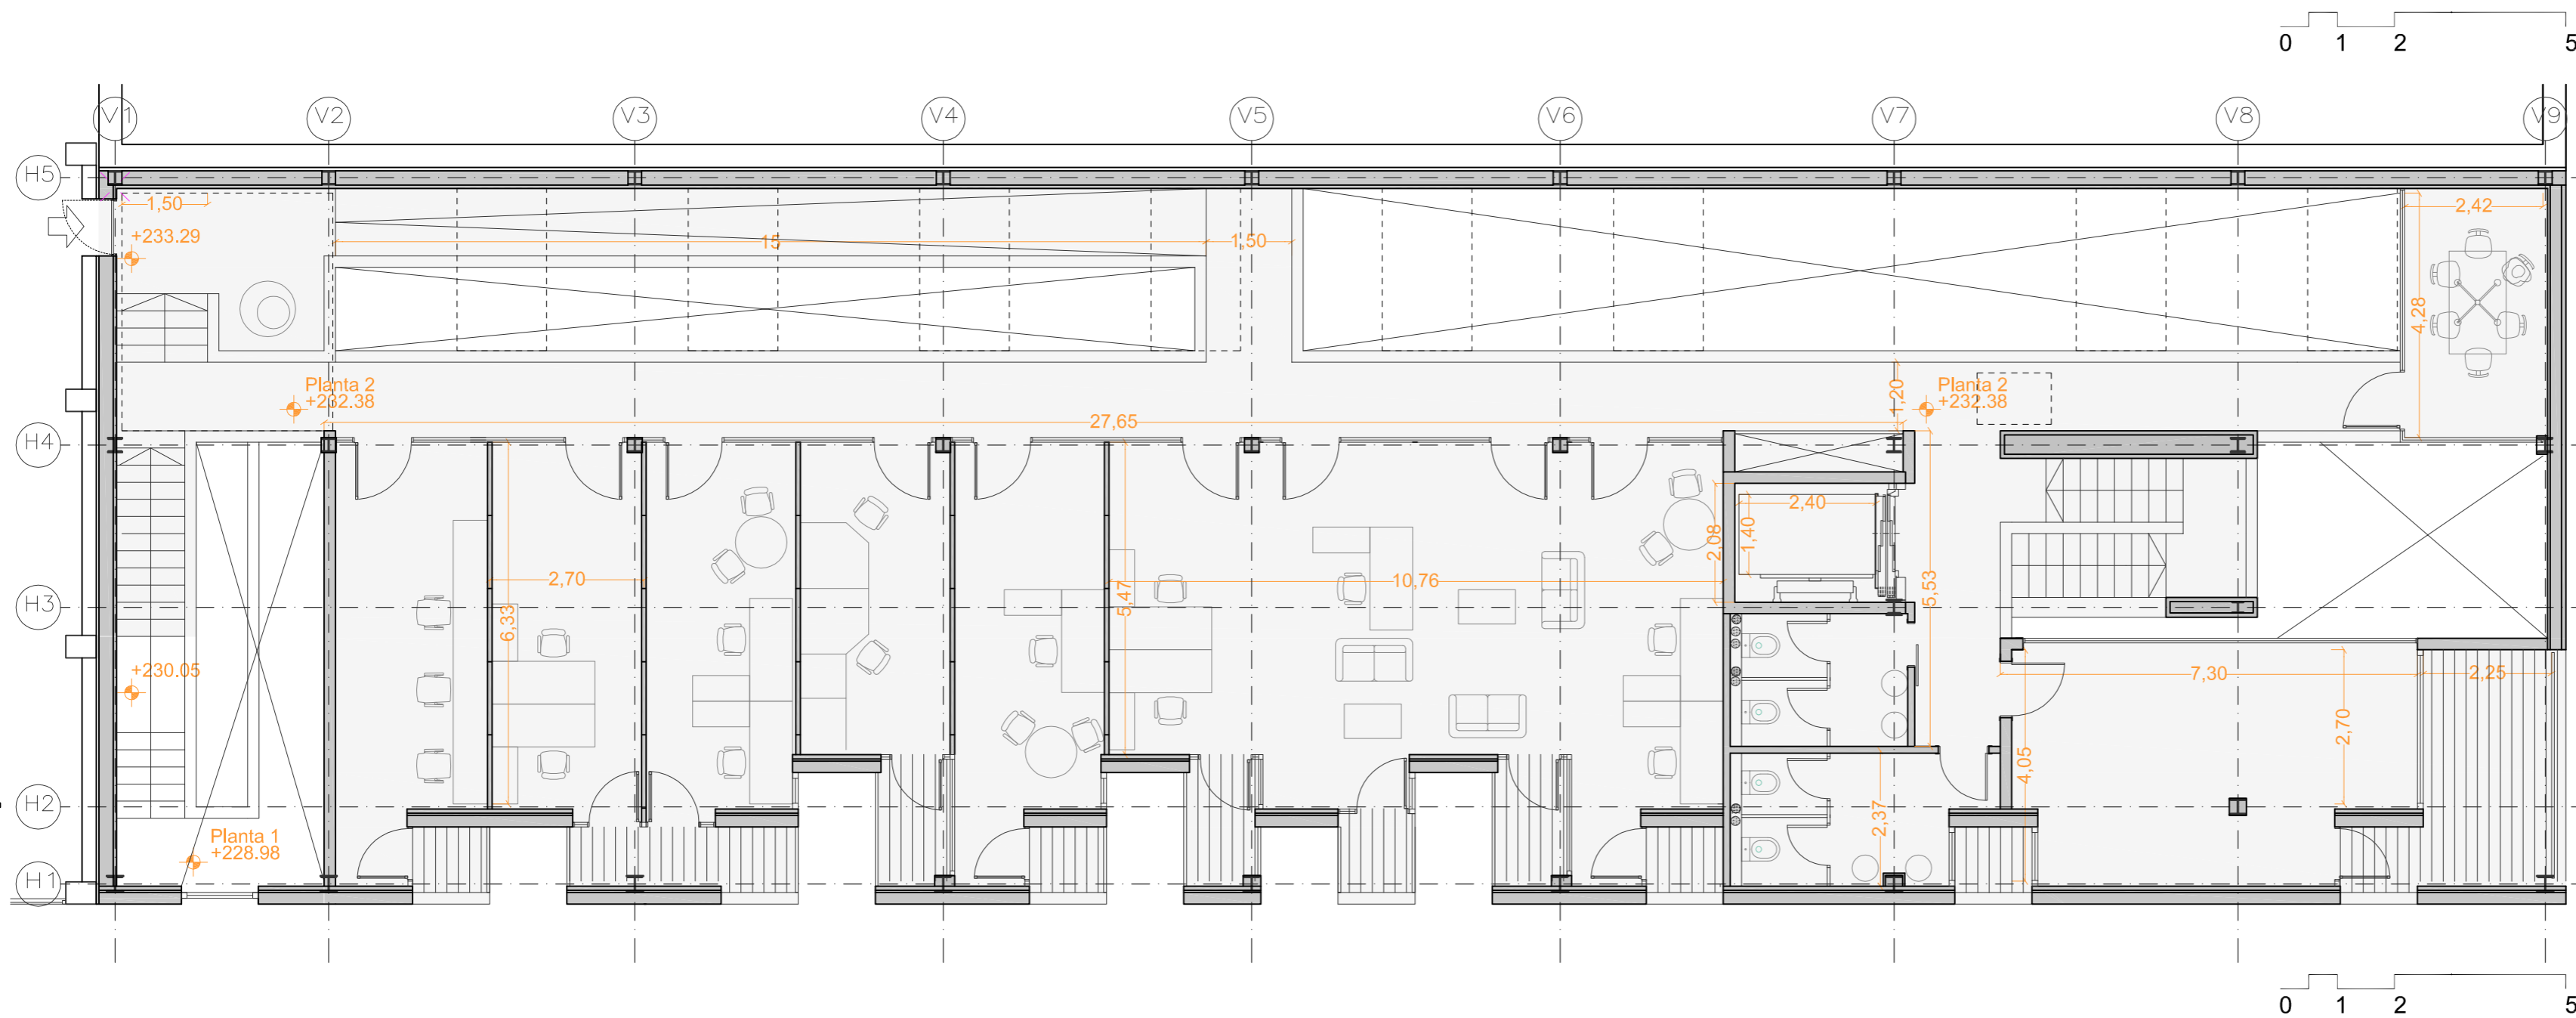 0 1 2 5
V1 V2 V3 V4 V5 V6 V7 V8 V9
H5
1,50
2,42
+233.29
15
1,50
4,28
Planta 2
+232.38
1,20
Planta 2
+232.38
27,65
H4
2,40
1,40
2,08
2,70
10,76
5,47
5,53
6,33
H3
+230.05
7,30
2,25
2,70
4,05
H2
2,37
Planta 1
+228.98
H1
0 1 2 5